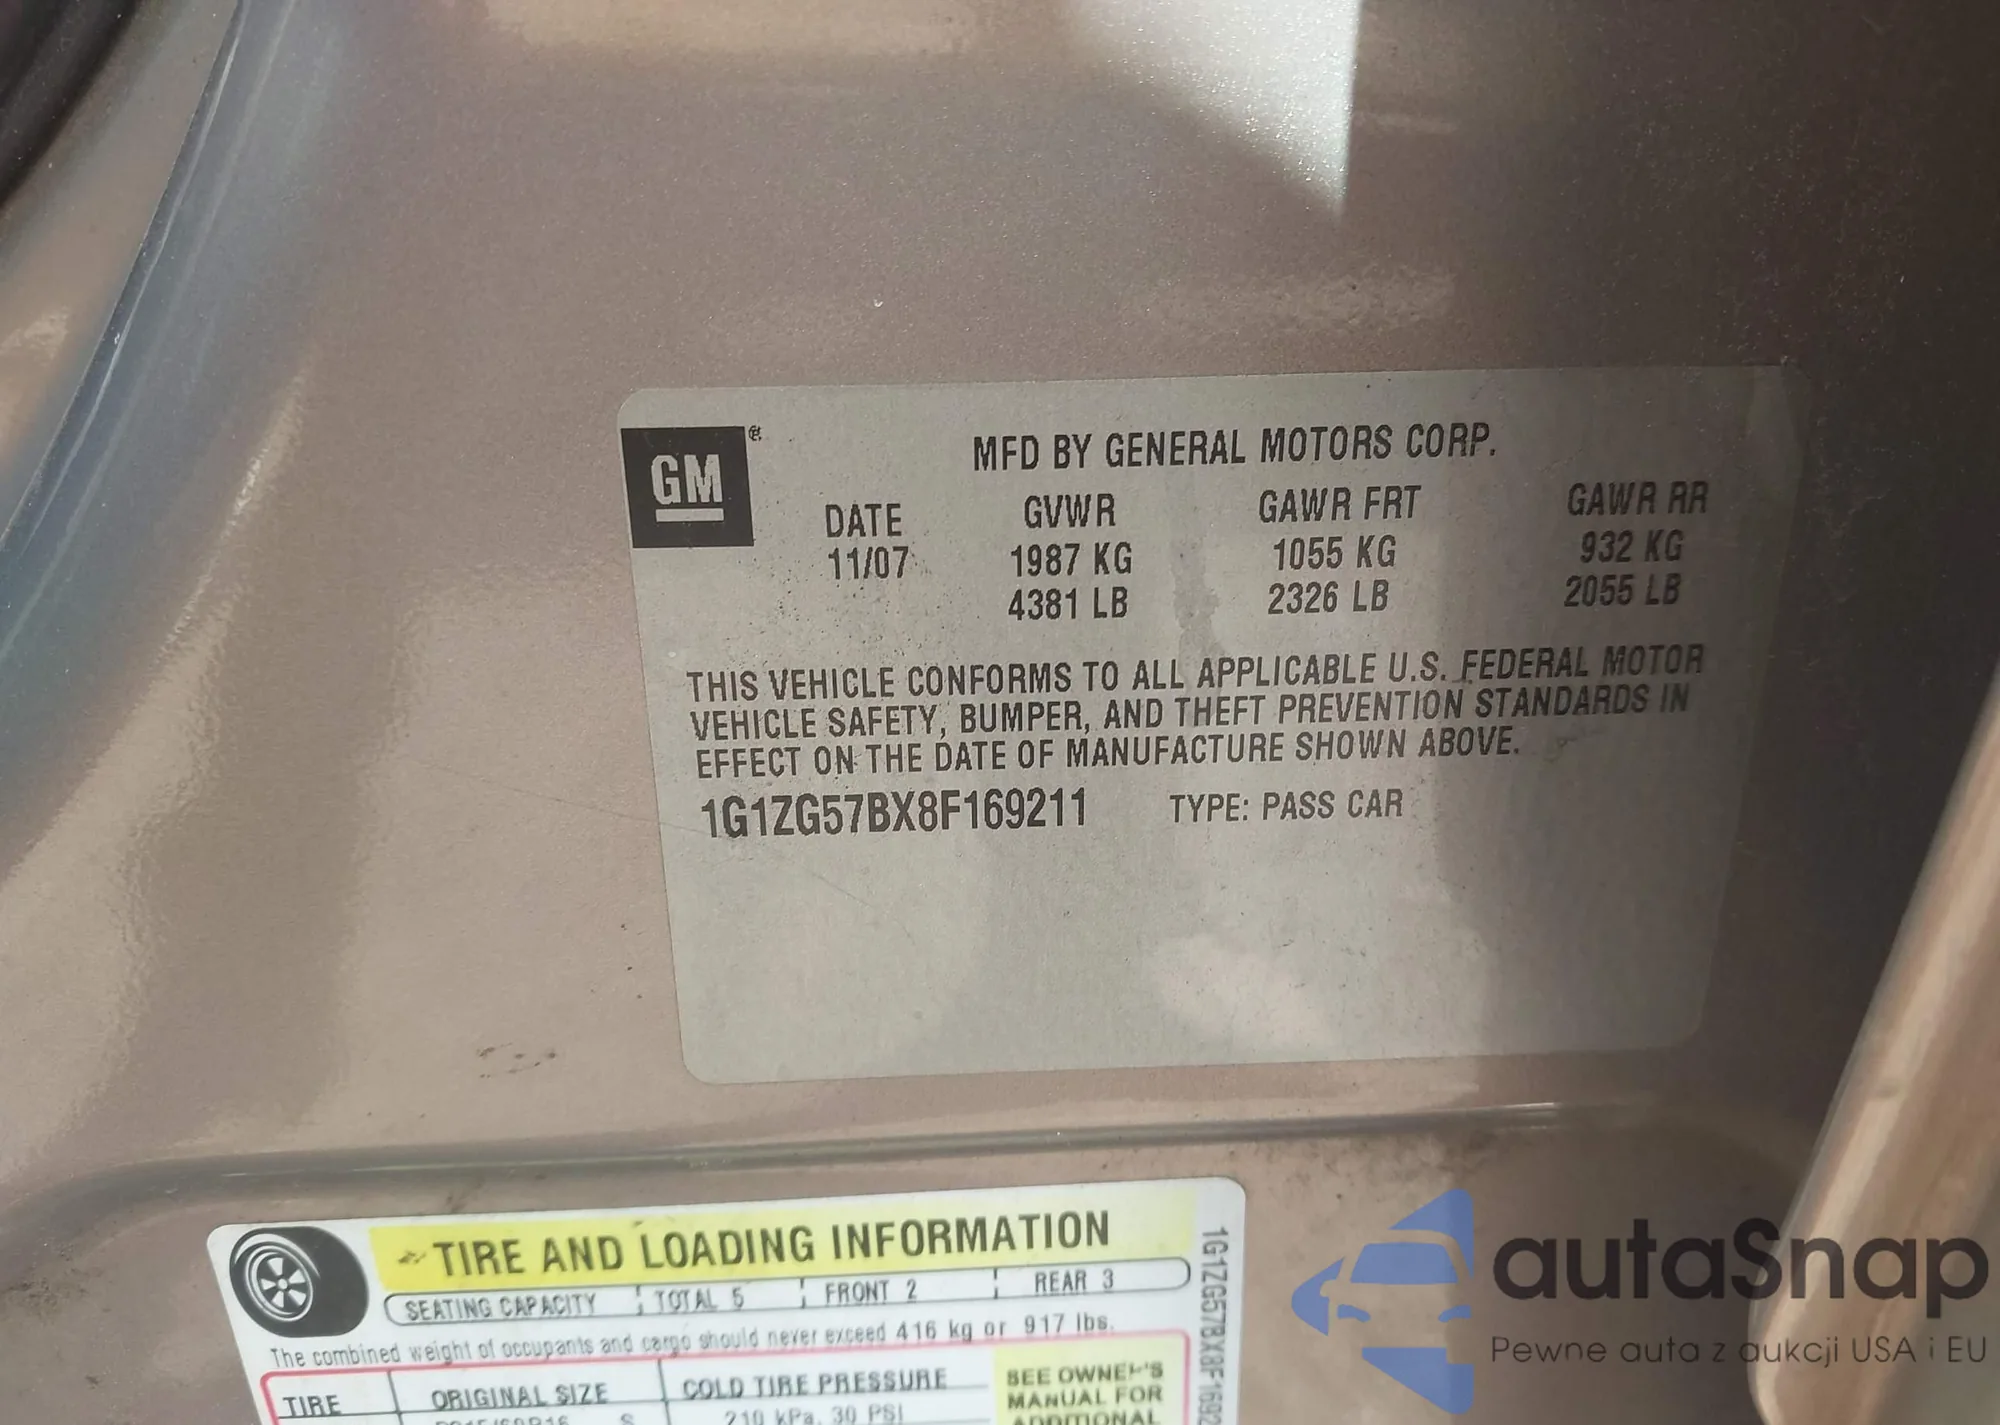 GM
MFD BY GENERAL MOTORS CORP.
DATE GVWR GAWR FRT GAWR RR
11/07 1987 KG 1055 KG 932 KG
4381 LB 2326 LB 2055 LB
THIS VEHICLE CONFORMS TO ALL APPLICABLE U.S. FEDERAL MOTOR
VEHICLE SAFETY, BUMPER, AND THEFT PREVENTION STANDARDS IN
EFFECT ON THE DATE OF MANUFACTURE SHOWN ABOVE.
1G1ZG57BX8F169211 TYPE: PASS CAR
TIRE AND LOADING INFORMATION
SEATING CAPACITY TOTAL 5 FRONT 2 REAR 3
The combined weight of occupants and cargo should never exceed 416 kg or 917 lbs.
TIRE ORIGINAL SIZE COLD TIRE PRESSURE
S 210 kPa, 30 PSI
SEE OWNER'S
MANUAL FOR
ADDITIONAL
1G1ZG57BX8F1692
autaSnap
Pewne auta z aukcji USA i EU